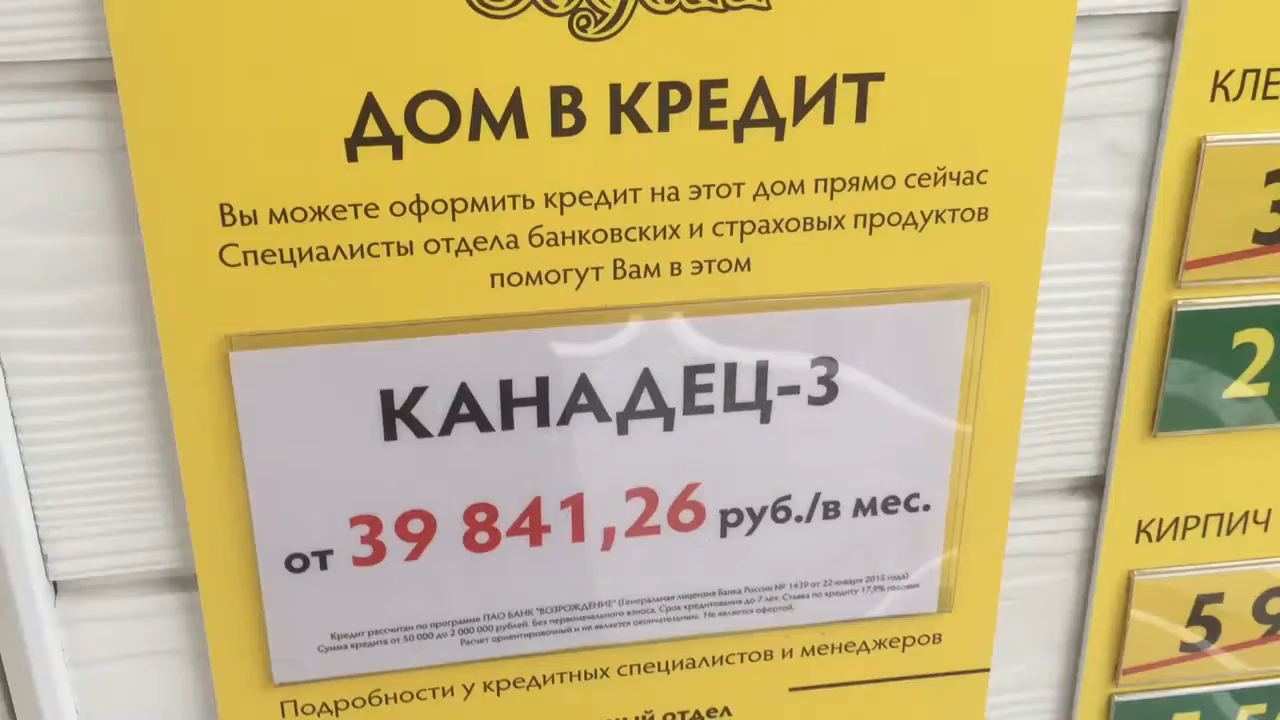 ДОМ В КРЕДИТ
Вы можете оформить кредит на этот дом прямо сейчас
Специалисты отдела банковских и страховых продуктов
помогут Вам в этом
КАНАДЕЦ-3
от 39 841,26 руб./в мес.
Кредит рассчитан по программе ПАО БАНК "ВОЗРОЖДЕНИЕ" (Генеральная лицензия Банка России № 1439 от 22 января 2015 года)
Сумма кредита от 50 000 до 2 000 000 рублей. Без первоначального взноса. Срок кредитования до 7 лет. Ставка по кредиту 17,9% годовых
Расчет ориентировочный и не является окончательным. Не является офертой.
Подробности у кредитных специалистов и менеджеров
отдел
КЛЕ
3
2
КИРПИЧ
5 9